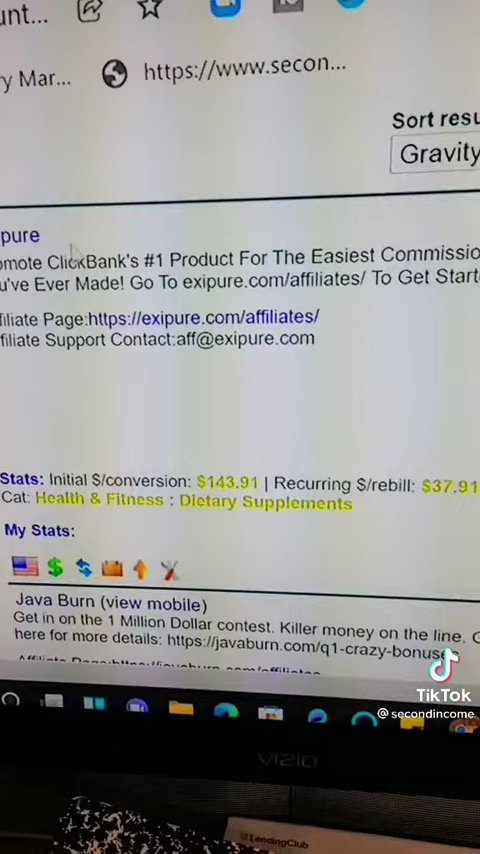 unt...
y Mar...
https://www.secon...
Sort resu
Gravity
pure
omote ClickBank's #1 Product For The Easiest Commissio
u've Ever Made! Go To exipure.com/affiliates/ To Get Start
filiate Page:https://exipure.com/affiliates/
filiate Support Contact:aff@exipure.com
Stats: Initial $/conversion: $143.91 | Recurring $/rebill: $37.91
Cat: Health & Fitness : Dietary Supplements
My Stats:
Java Burn (view mobile)
Get in on the 1 Million Dollar contest. Killer money on the line. C
here for more details: https://javaburn.com/q1-crazy-bonuses
TikTok
@secondincome
VIZIO
LendingClub